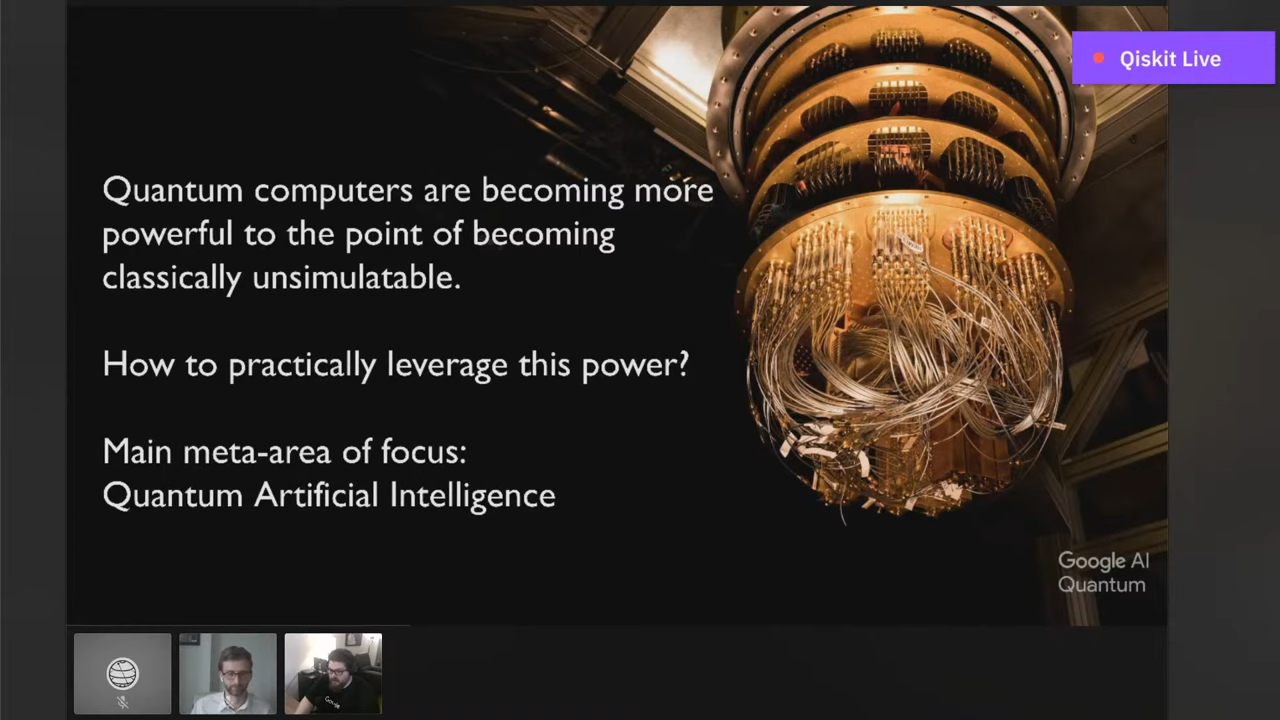 Qiskit Live
Quantum computers are becoming more
powerful to the point of becoming
classically unsimulatable.
How to practically leverage this power?
Main meta-area of focus:
Quantum Artificial Intelligence
Google AI
Quantum
Google